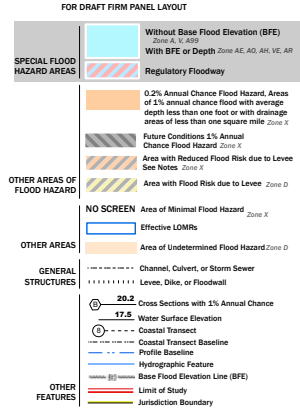 FOR DRAFT FIRM PANEL LAYOUT
SPECIAL FLOOD
HAZARD AREAS
Without Base Flood Elevation (BFE)
Zone A, V, A99
With BFE or Depth Zone AE, AO, AH, VE, AR
Regulatory Floodway
OTHER AREAS OF
FLOOD HAZARD
0.2% Annual Chance Flood Hazard, Areas
of 1% annual chance flood with average
depth less than one foot or with drainage
areas of less than one square mile Zone X
Future Conditions 1% Annual
Chance Flood Hazard Zone X
Area with Reduced Flood Risk due to Levee
See Notes Zone X
Area with Flood Risk due to Levee Zone D
OTHER AREAS
NO SCREEN Area of Minimal Flood Hazard Zone X
Effective LOMRs
Area of Undetermined Flood Hazard Zone D
GENERAL
STRUCTURES
Channel, Culvert, or Storm Sewer
Levee, Dike, or Floodwall
OTHER
FEATURES
B 20.2 Cross Sections with 1% Annual Chance
17.5 Water Surface Elevation
8 Coastal Transect
Coastal Transect Baseline
Profile Baseline
Hydrographic Feature
Base Flood Elevation Line (BFE)
Limit of Study
Jurisdiction Boundary